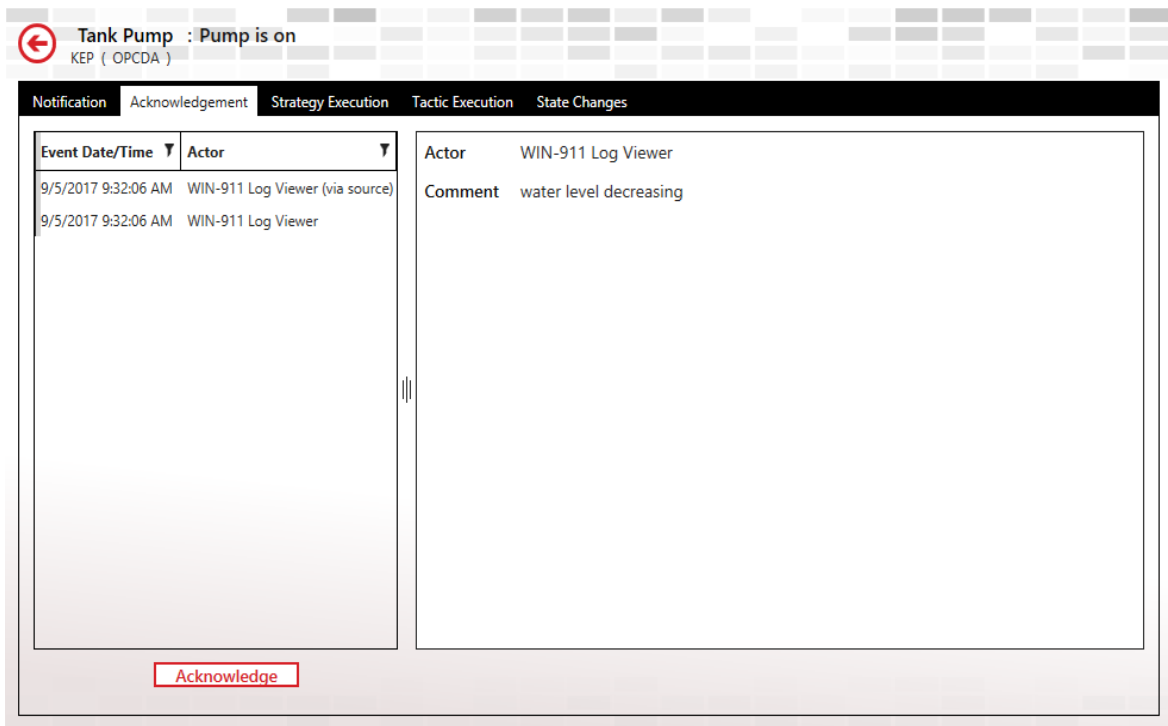 Tank Pump : Pump is on
KEP ( OPCDA )
Notification Acknowledgement Strategy Execution Tactic Execution State Changes
Event Date/Time Actor
9/5/2017 9:32:06 AM WIN-911 Log Viewer (via source)
9/5/2017 9:32:06 AM WIN-911 Log Viewer
Actor WIN-911 Log Viewer
Comment water level decreasing
Acknowledge